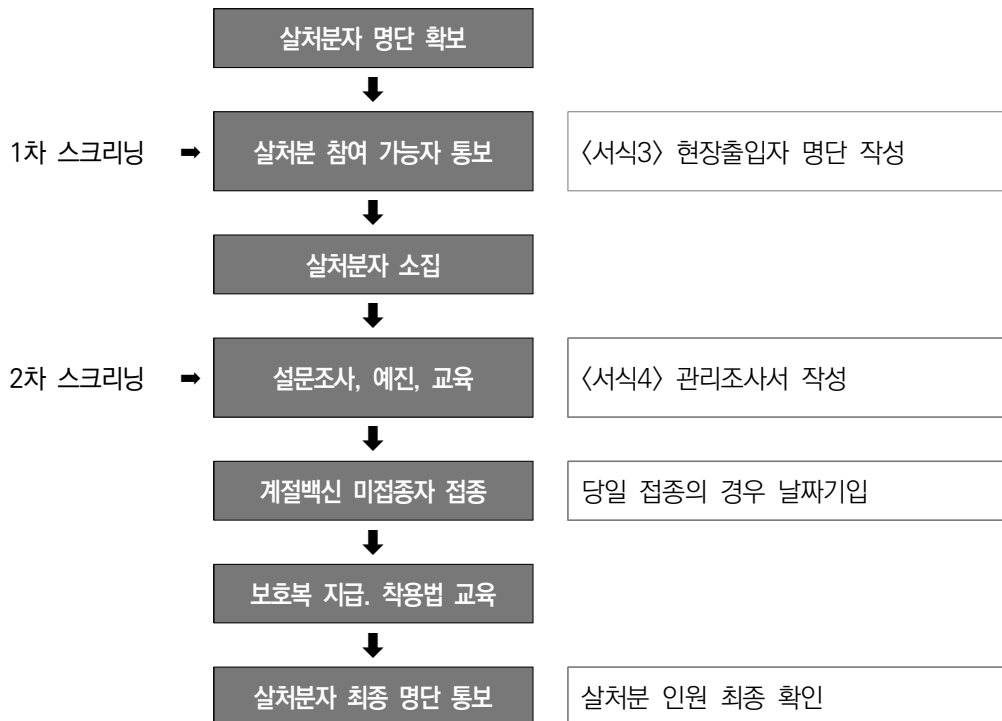 살처분자 명단 확보
1차 스크리닝 ➡ 살처분 참여 가능자 통보 〈서식3〉 현장출입자 명단 작성
살처분자 소집
2차 스크리닝 ➡ 설문조사, 예진, 교육 〈서식4〉 관리조사서 작성
계절백신 미접종자 접종 당일 접종의 경우 날짜기입
보호복 지급. 착용법 교육
살처분자 최종 명단 통보 살처분 인원 최종 확인